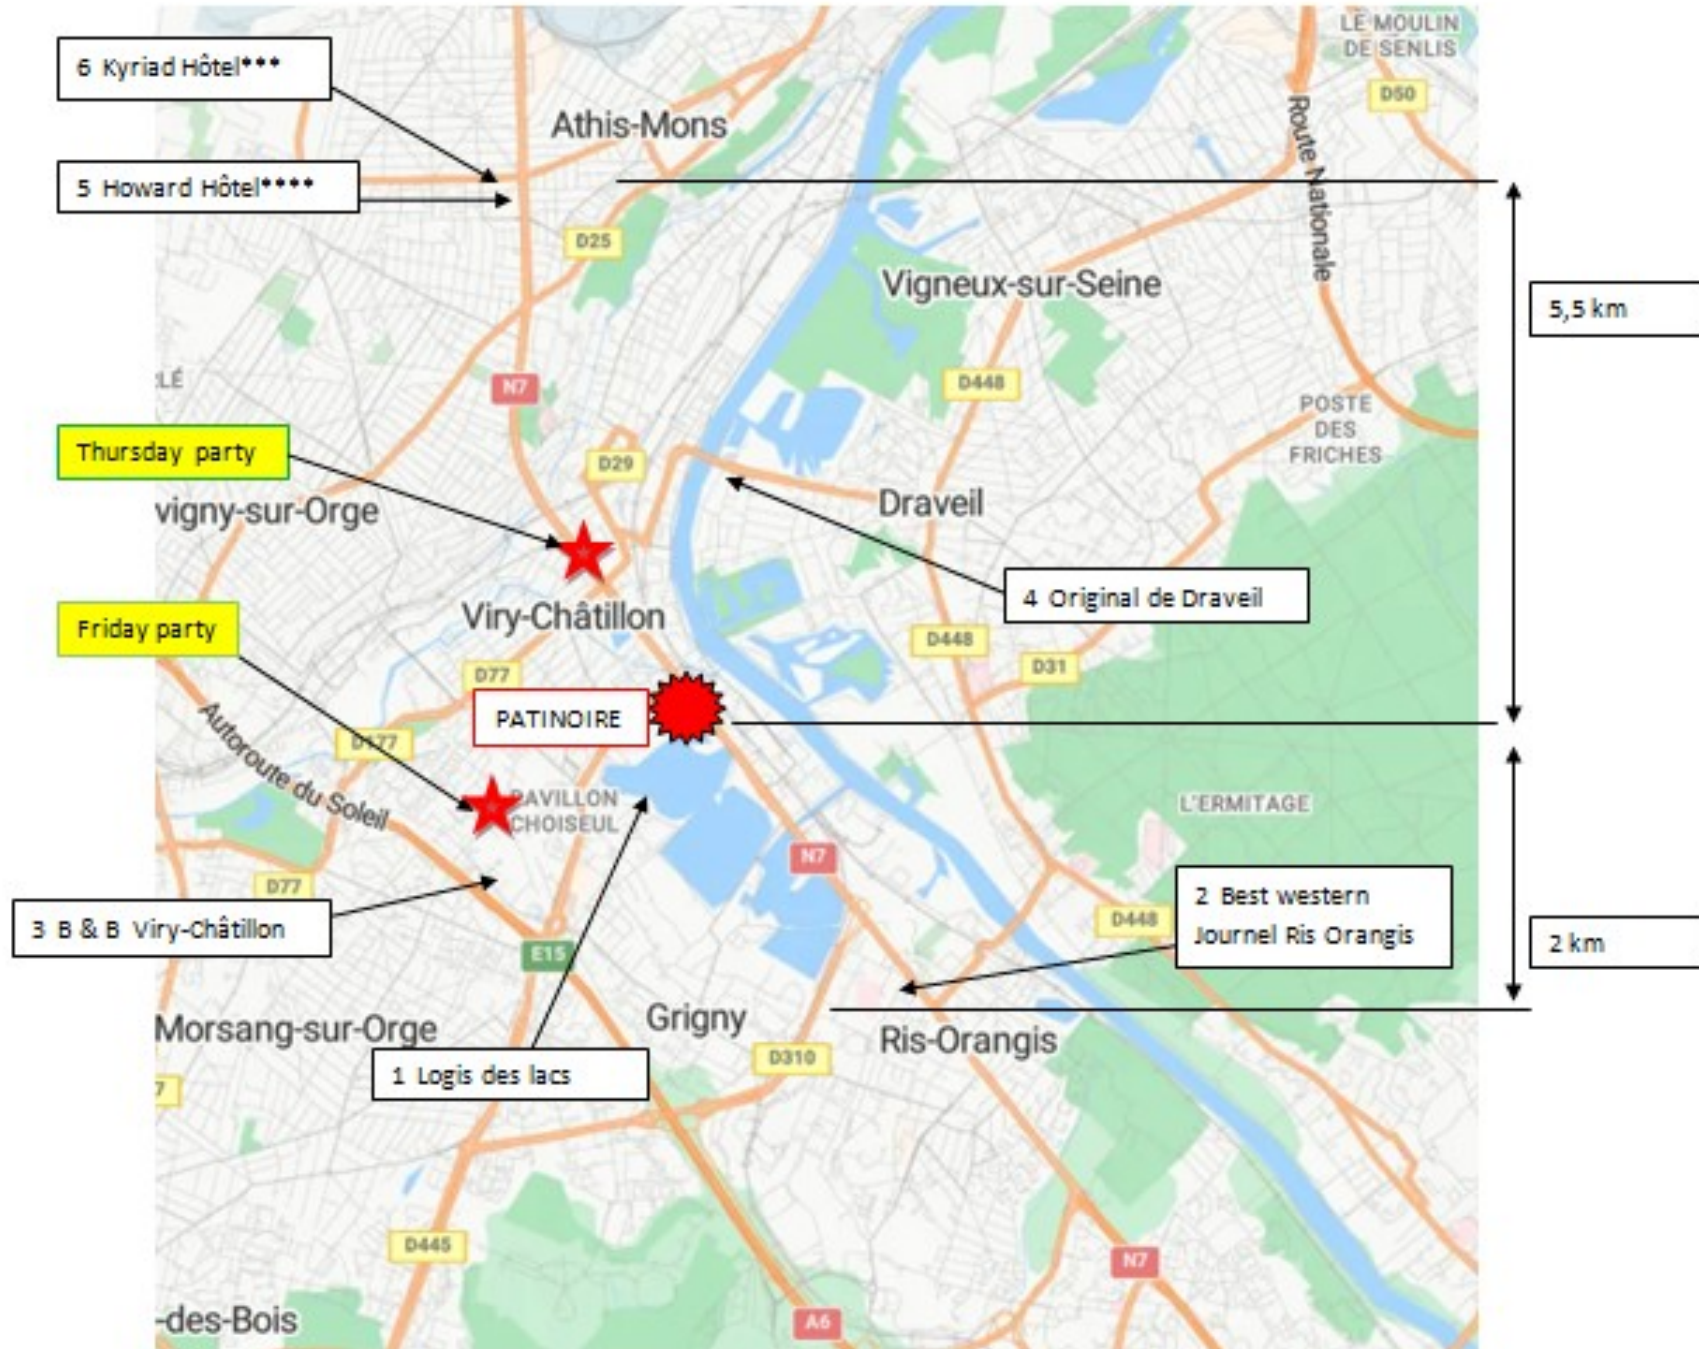 LE MOULIN
DE SENLIS
6 Kyriad Hôtel***
D50
Route Nationale
Athis-Mons
5 Howard Hôtel****
D25
Vigneux-sur-Seine
5,5 km
LÉ
N7
D448
POSTE
DES
FRICHES
Thursday party
D29
vigny-sur-Orge
Draveil
4 Original de Draveil
Viry-Châtillon
Friday party
D448
D31
D77
PATINOIRE
Autoroute du Soleil
D177
PAVILLON
CHOISEUL
L'ERMITAGE
N7
D77
2 Best western
Journel Ris Orangis
D448
3 B & B Viry-Châtillon
2 km
E15
Grigny
Morsang-sur-Orge
Ris-Orangis
D310
1 Logis des lacs
7
D445
N7
-des-Bois
A6